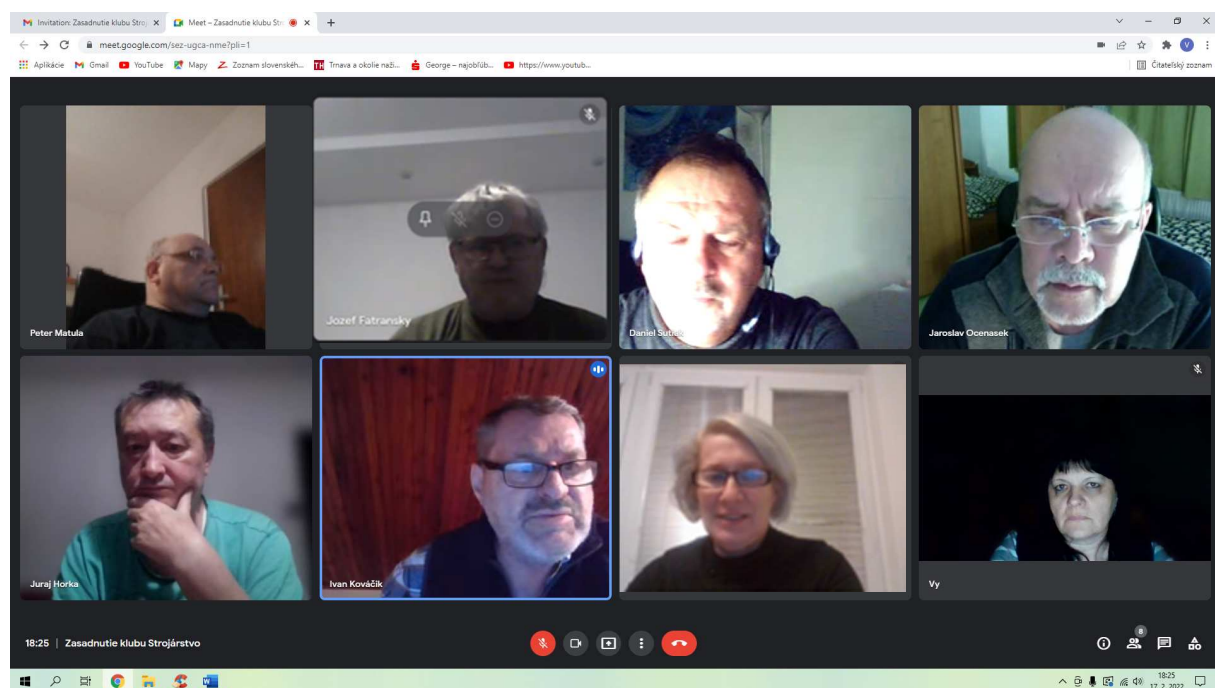 Invitation: Zasadnutie klubu Stroj
Meet – Zasadnutie klubu Str
meet.google.com/sez-ugca-nme?pli=1
V
Aplikácie
Gmail
YouTube
Mapy
Zoznam slovenskéh...
Trnava a okolie naži...
George – najobľúb...
https://www.youtub...
Čitateľský zoznam
Peter Matula
Jozef Fatransky
Daniel
Jaroslav Ocenasek
Juraj Horka
Ivan Kováčik
Vy
18:25 | Zasadnutie klubu Strojárstvo
8
18:25
17. 2. 2022